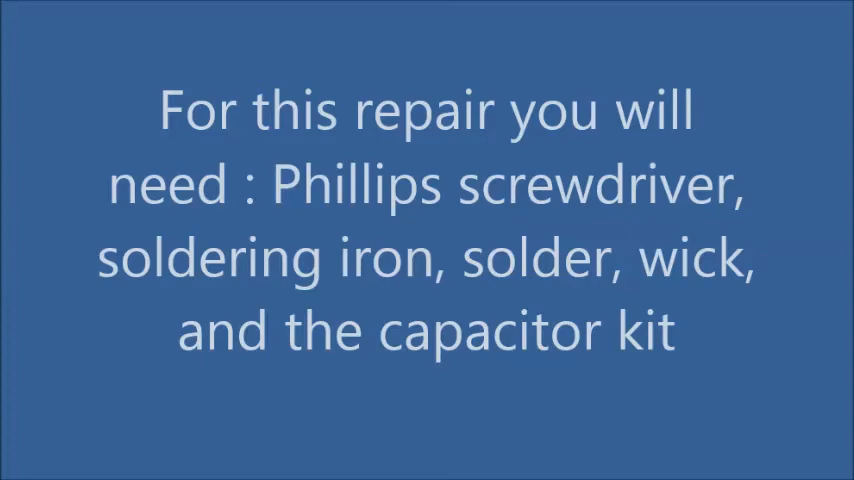 For this repair you will
need : Phillips screwdriver,
soldering iron, solder, wick,
and the capacitor kit